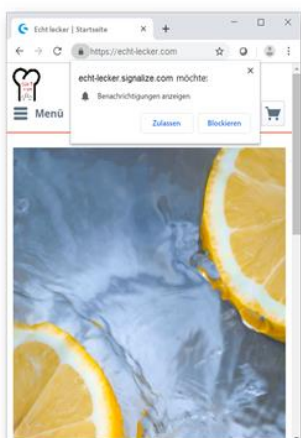 Echt lecker | Startseite
https://echt-lecker.com
echt-lecker.signalize.com möchte:
Benachrichtigungen anzeigen
Zulassen Blockieren
Menü